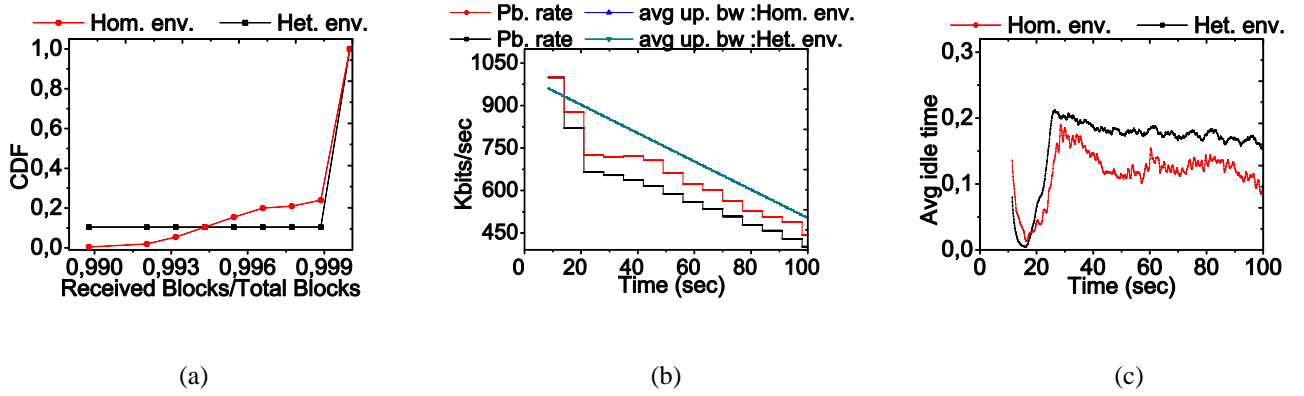 Hom. env. Het. env.
1,0
0,8
0,6
0,4
0,2
0,0
CDF
0,990 0,993 0,996 0,999
Received Blocks/Total Blocks
(a)
Pb. rate avg up. bw :Hom. env.
Pb. rate avg up. bw :Het. env.
1050
900
750
600
450
Kbits/sec
0 20 40 60 80 100
Time (sec)
(b)
Hom. env. Het. env.
0,3
0,2
0,1
0,0
Avg idle time
0 20 40 60 80 100
Time (sec)
(c)